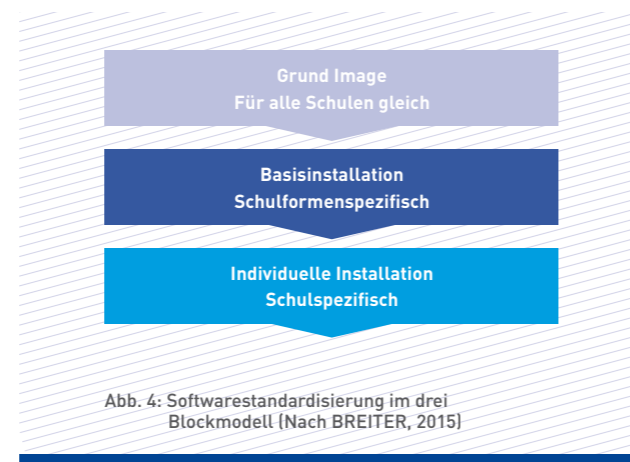 Grund Image
Für alle Schulen gleich
Basisinstallation
Schulformenspezifisch
Individuelle Installation
Schulspezifisch
Abb. 4: Softwarestandardisierung im drei
Blockmodell (Nach BREITER, 2015)